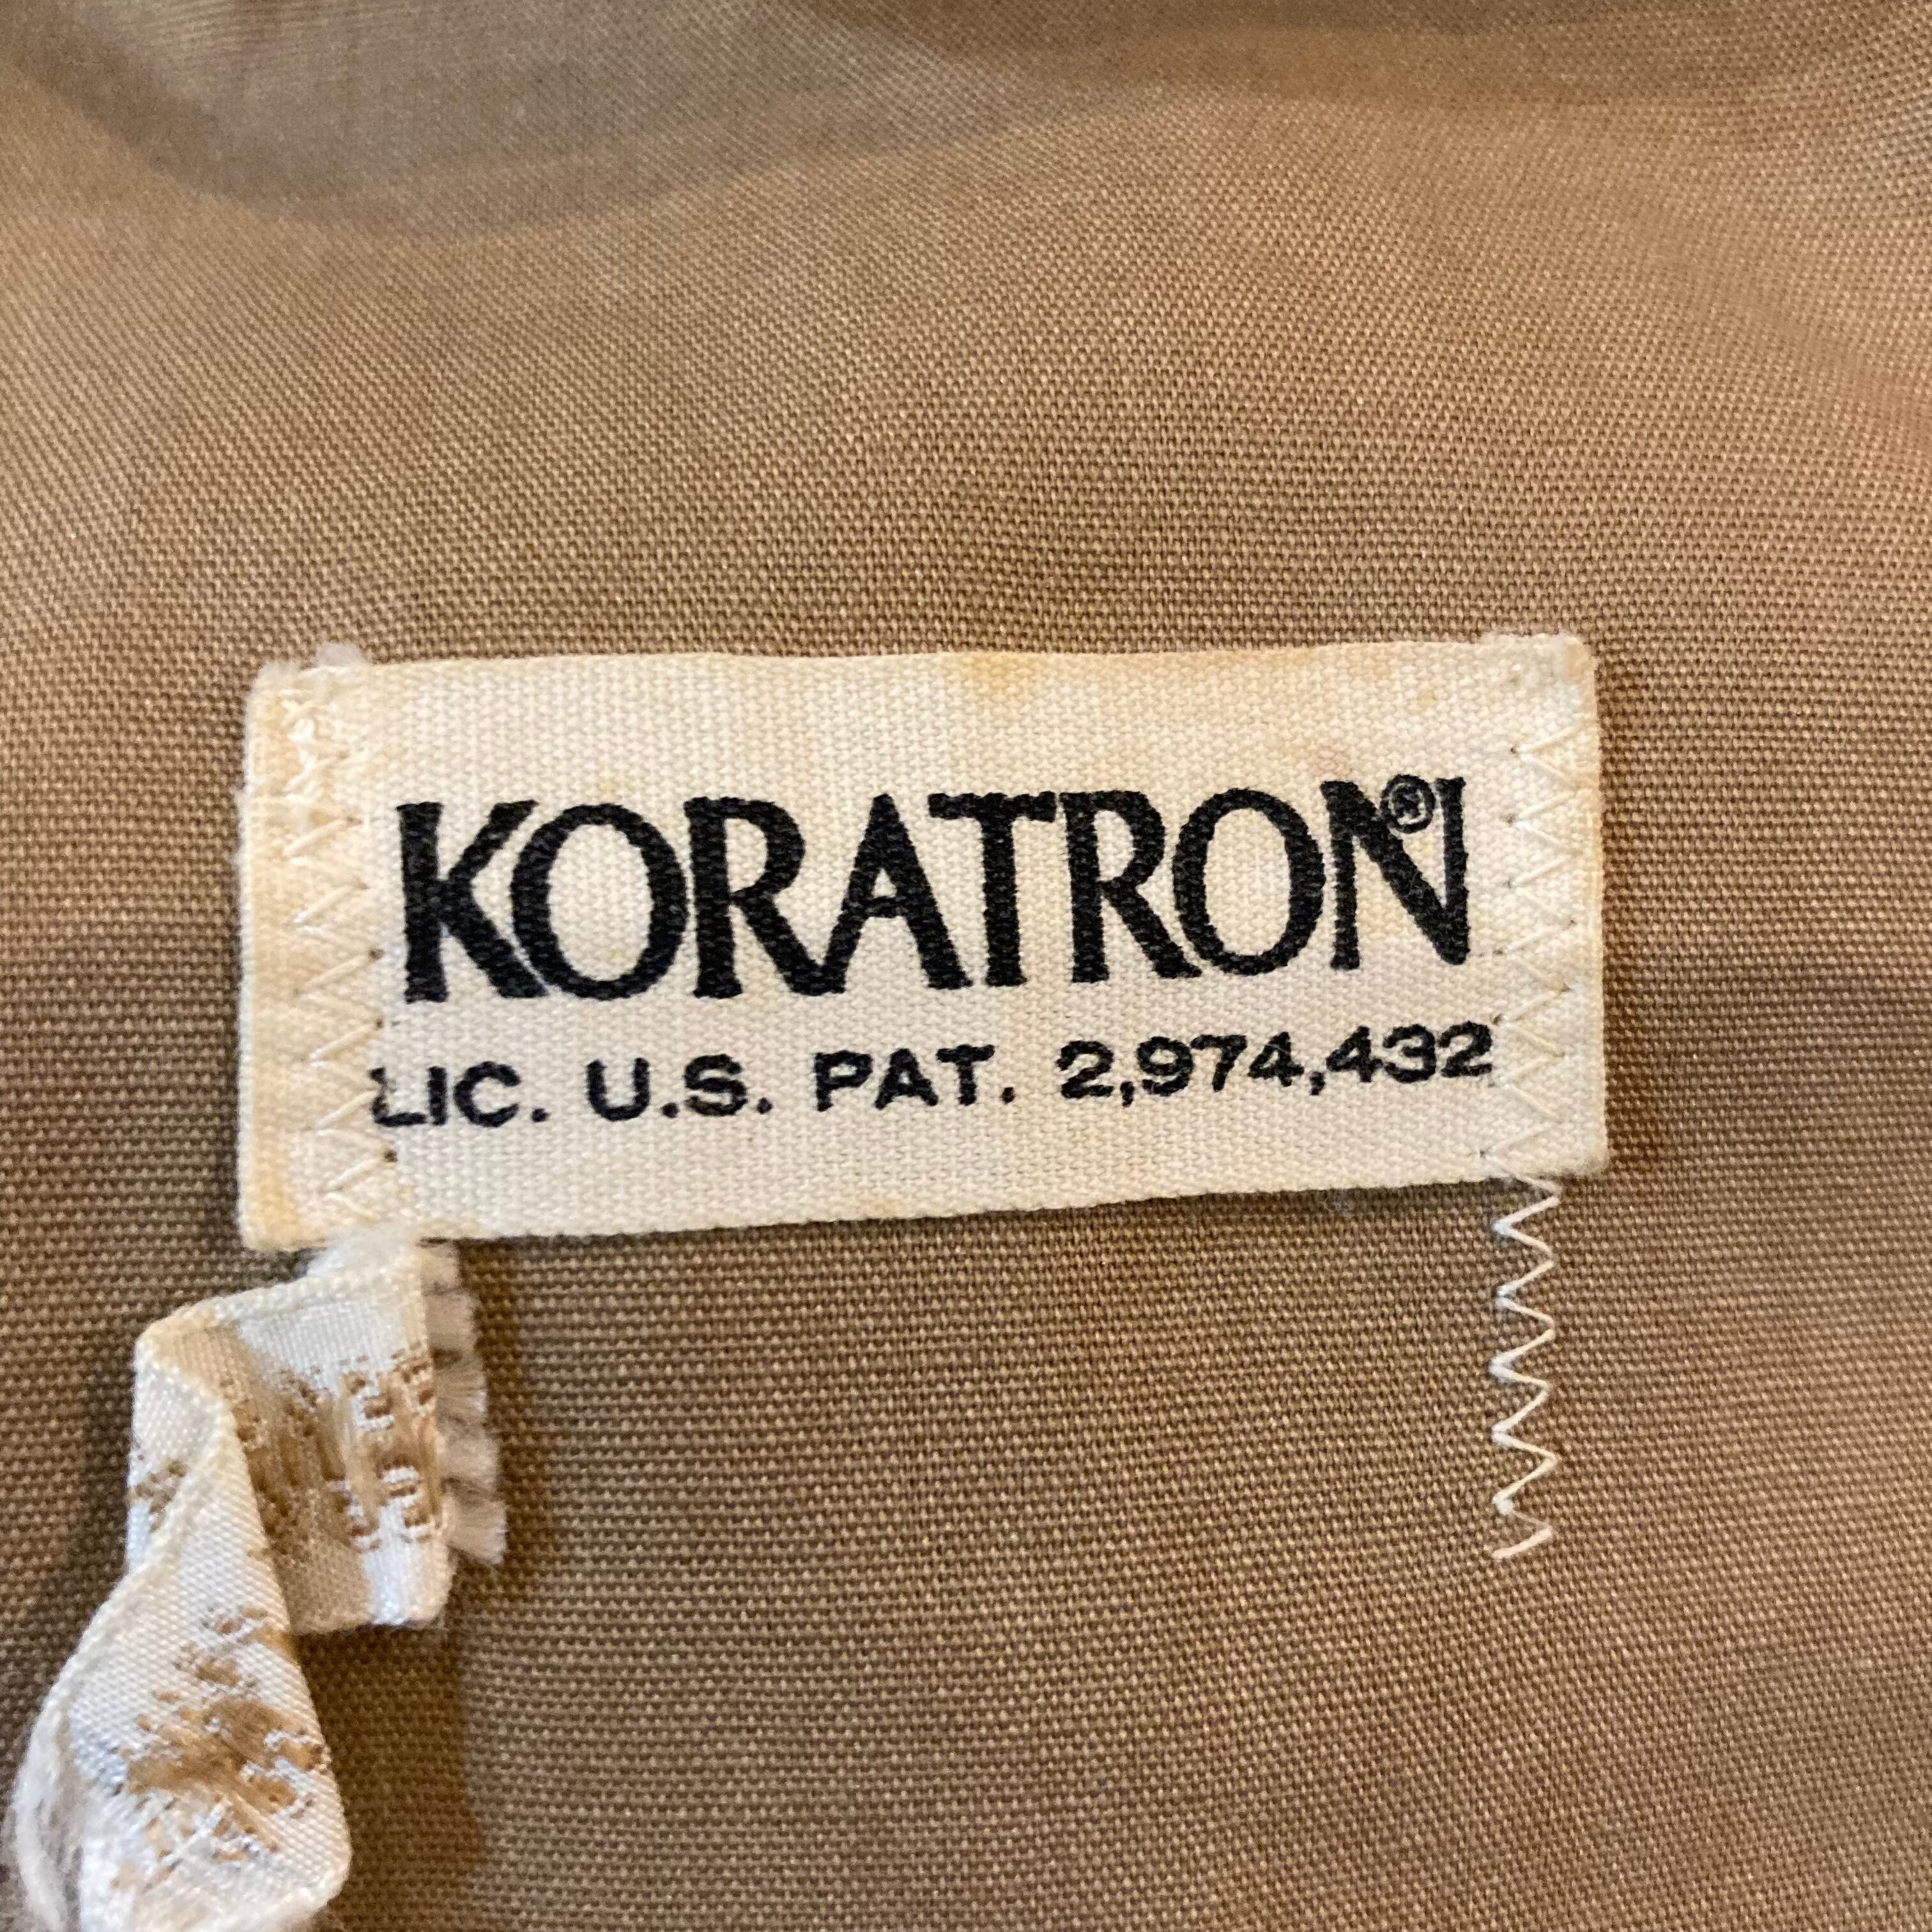 KORATRON®
LIC. U.S. PAT. 2,974,432